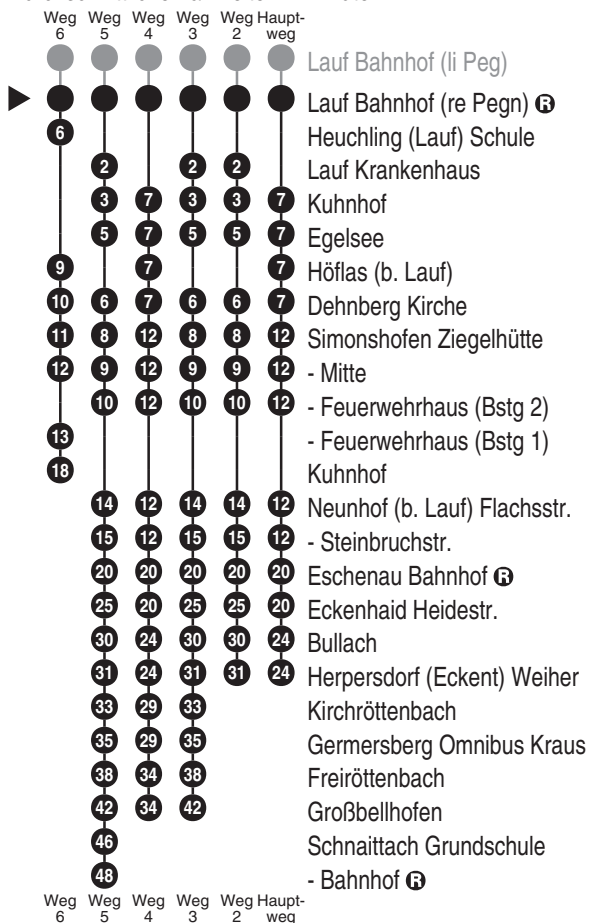 Weg Weg Weg Weg Weg Haupt-
6 5 4 3 2 weg
Lauf Bahnhof (li Peg)
Lauf Bahnhof (re Pegn) R
6 Heuchling (Lauf) Schule
2 2 2 Lauf Krankenhaus
3 7 3 3 7 Kuhnhof
5 7 5 5 7 Egelsee
9 7 7 Höflas (b. Lauf)
10 6 7 6 6 7 Dehnberg Kirche
11 8 12 8 8 12 Simonshofen Ziegelhütte
12 9 12 9 9 12 - Mitte
10 12 10 10 12 - Feuerwehrhaus (Bstg 2)
13 - Feuerwehrhaus (Bstg 1)
18 Kuhnhof
14 12 14 14 12 Neunhof (b. Lauf) Flachsstr.
15 12 15 15 12 - Steinbruchstr.
20 20 20 20 20 Eschenau Bahnhof R
25 20 25 25 20 Eckenhaid Heidestr.
30 24 30 30 24 Bullach
31 24 31 31 24 Herpersdorf (Eckent) Weiher
33 29 33 Kirchröttenbach
35 29 35 Germersberg Omnibus Kraus
38 34 38 Freiröttenbach
42 34 42 Großbellhofen
46 Schnaittach Grundschule
48 - Bahnhof R
Weg Weg Weg Weg Weg Haupt-
6 5 4 3 2 weg